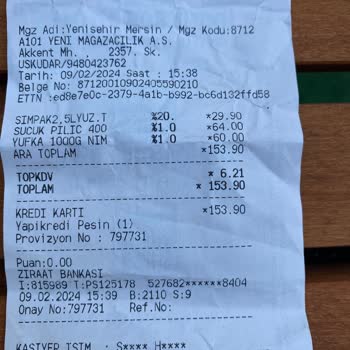 Mgz Adi:Yenisehir Mersin / Mgz Kodu:8712
A101 YENI MAGAZACILIK A.S.
Akkent Mh. , 2357. Sk.
USKUDAR/9480423762
Tarih: 09/02/2024 Saat : 15:38
Belge No: 8712001090240559021​0
ETTN :ed8e7e0c-2379-4a1b-b992-bc6d132ffd58
SIMPAK2,5LYUZ.T %20. *29.90
SUCUK PILIC 400 %1.0 *64.00
YUFKA 1000G NIM %1.0 *60.00
ARA TOPLAM *153.90
TOPKDV * 6.21
TOPLAM * 153.90
KREDI KARTI *153.90
Yapikredi Pesin (1)
Provizyon No : 797731
Puan:0.00
ZIRAAT BANKASI
I:815989 T:PS125178 527682******8404
09.02.2024 15:39 B:2110 S:9
Onay No:797731 Ref.No:
KASIYER ISIM : S**** H****